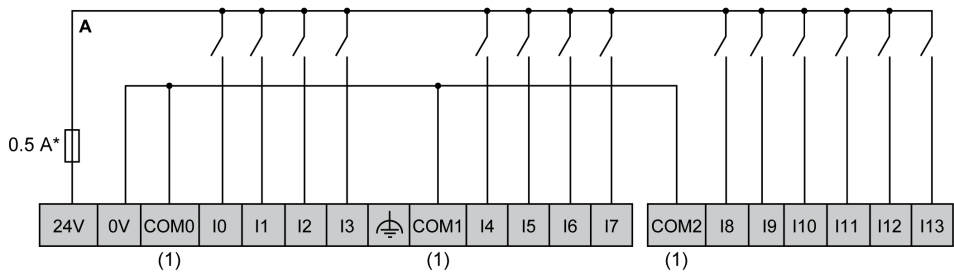 A
0.5 A*
24V 0V COM0 I0 I1 I2 I3 COM1 I4 I5 I6 I7 COM2 I8 I9 I10 I11 I12 I13
(1) (1) (1)